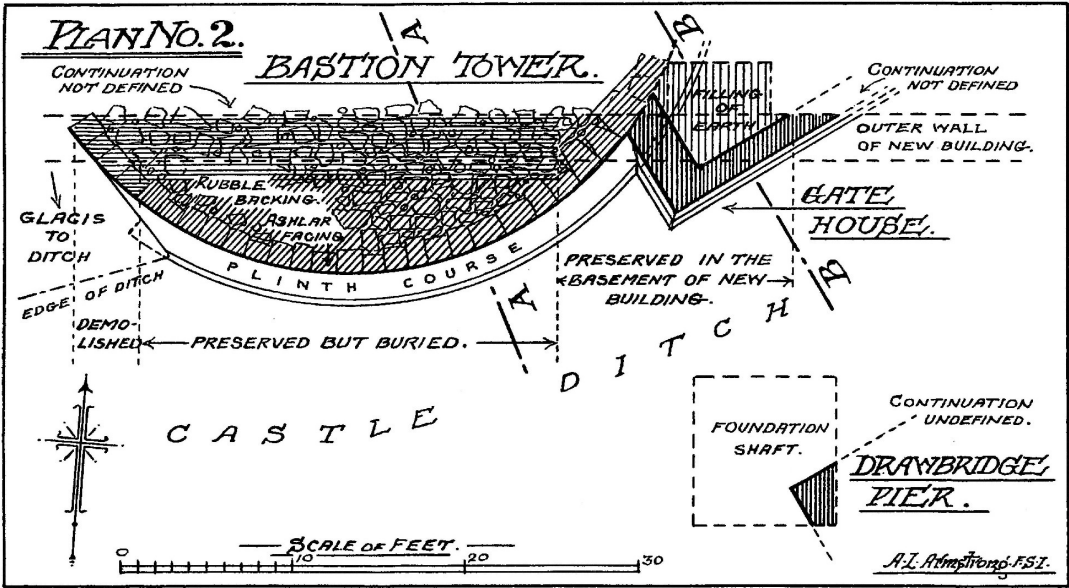 PLAN NO. 2.
BASTION TOWER.
A
B
CONTINUATION
NOT DEFINED
CONTINUATION
NOT DEFINED
FILLING
OF
EARTH
OUTER WALL
OF NEW BUILDING.
RUBBLE
BACKING.
ASHLAR
FACING.
GLACIS
TO
DITCH
GATE
HOUSE.
PLINTH COURSE
PRESERVED IN THE
BASEMENT OF NEW
BUILDING.
EDGE OF DITCH
A
B
DEMO-
LISHED
PRESERVED BUT BURIED.
CASTLE DITCH
FOUNDATION
SHAFT.
CONTINUATION
UNDEFINED.
DRAWBRIDGE
PIER.
SCALE OF FEET.
0 10 20 30
A.L. Armstrong. F.S.I.